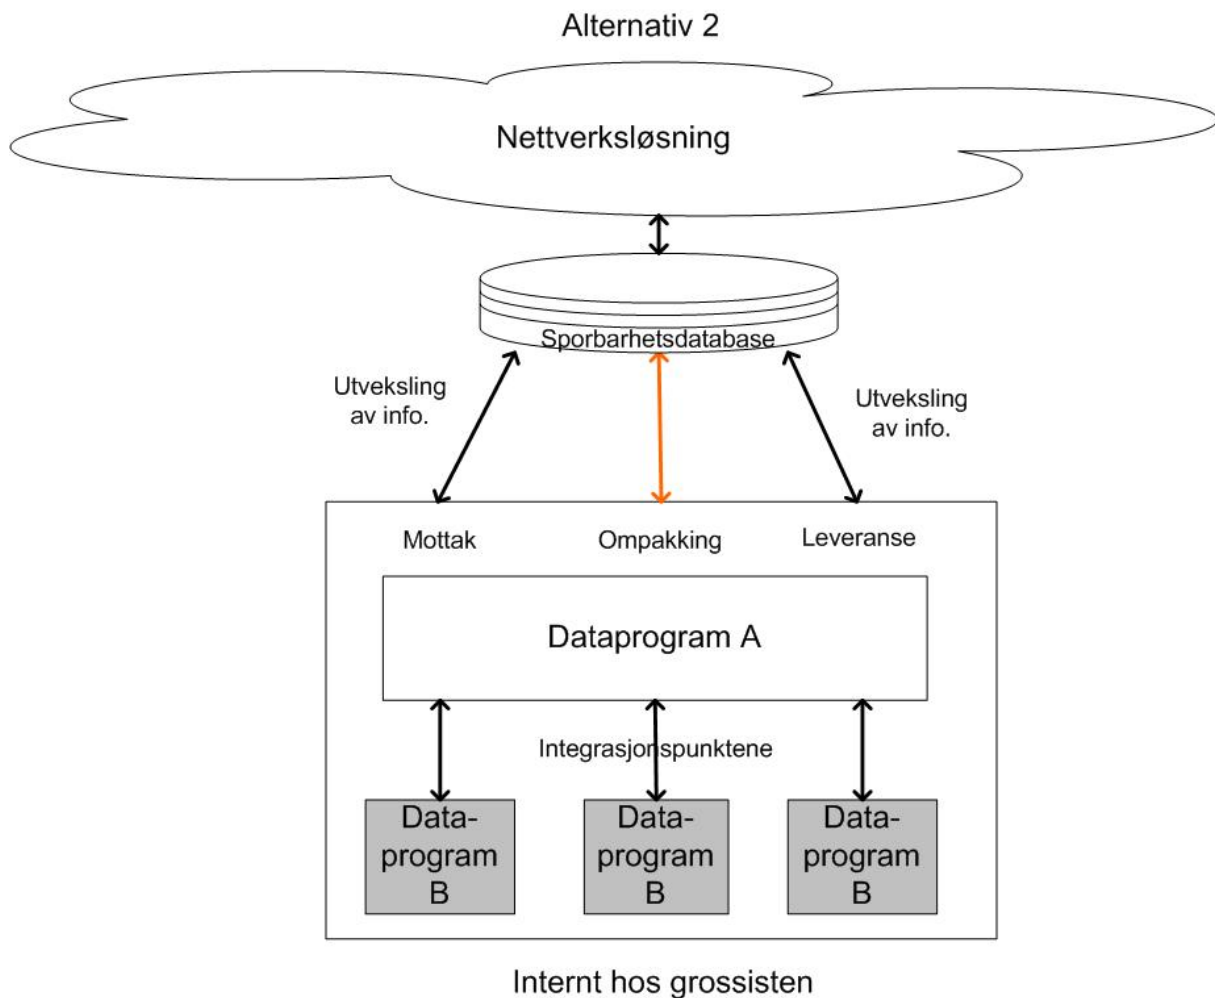 Alternativ 2
Nettverksløsning
Sporbarhetsdatabase
Utveksling
av info.
Utveksling
av info.
Mottak
Ompakking
Leveranse
Dataprogram A
Integrasjonspunktene
Data-
program
B
Data-
program
B
Data-
program
B
Internt hos grossisten